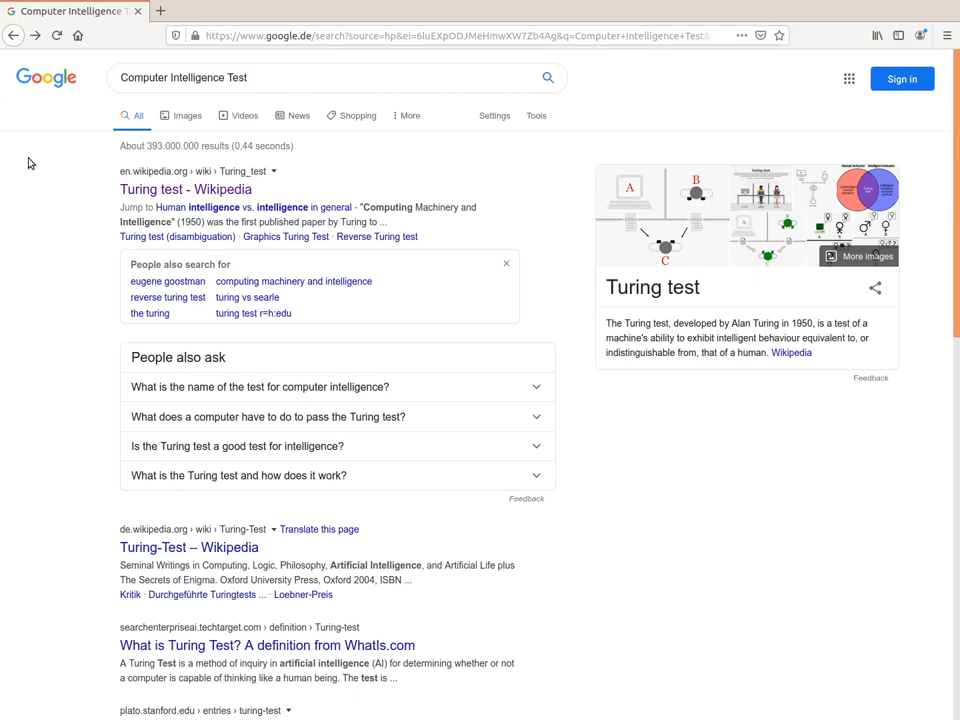 Computer Intelligence T
https://www.google.de/search?source=hp&ei=6IuEXpODJMeHmwXW7Zb4Ag&q=Computer+Intelligence+Test&
Google
Computer Intelligence Test
Sign in
All
Images
Videos
News
Shopping
More
Settings
Tools
About 393.000.000 results (0,44 seconds)
en.wikipedia.org › wiki › Turing_test
Turing test - Wikipedia
Jump to Human intelligence vs. intelligence in general - "Computing Machinery and
Intelligence" (1950) was the first published paper by Turing to ...
Turing test (disambiguation) · Graphics Turing Test · Reverse Turing test
People also search for
eugene goostman computing machinery and intelligence
reverse turing test turing vs searle
the turing turing test r=h:edu
People also ask
What is the name of the test for computer intelligence?
What does a computer have to do to pass the Turing test?
Is the Turing test a good test for intelligence?
What is the Turing test and how does it work?
Feedback
de.wikipedia.org › wiki › Turing-Test Translate this page
Turing-Test – Wikipedia
Seminal Writings in Computing, Logic, Philosophy, Artificial Intelligence, and Artificial Life plus
The Secrets of Enigma. Oxford University Press, Oxford 2004, ISBN ...
Kritik · Durchgeführte Turingtests ... · Loebner-Preis
searchenterpriseai.techtarget.com › definition › Turing-test
What is Turing Test? A definition from WhatIs.com
A Turing Test is a method of inquiry in artificial intelligence (AI) for determining whether or not
a computer is capable of thinking like a human being. The test is ...
plato.stanford.edu › entries › turing-test
A
B
C
Turing test
More images
Turing test
The Turing test, developed by Alan Turing in 1950, is a test of a
machine's ability to exhibit intelligent behaviour equivalent to, or
indistinguishable from, that of a human. Wikipedia
Feedback